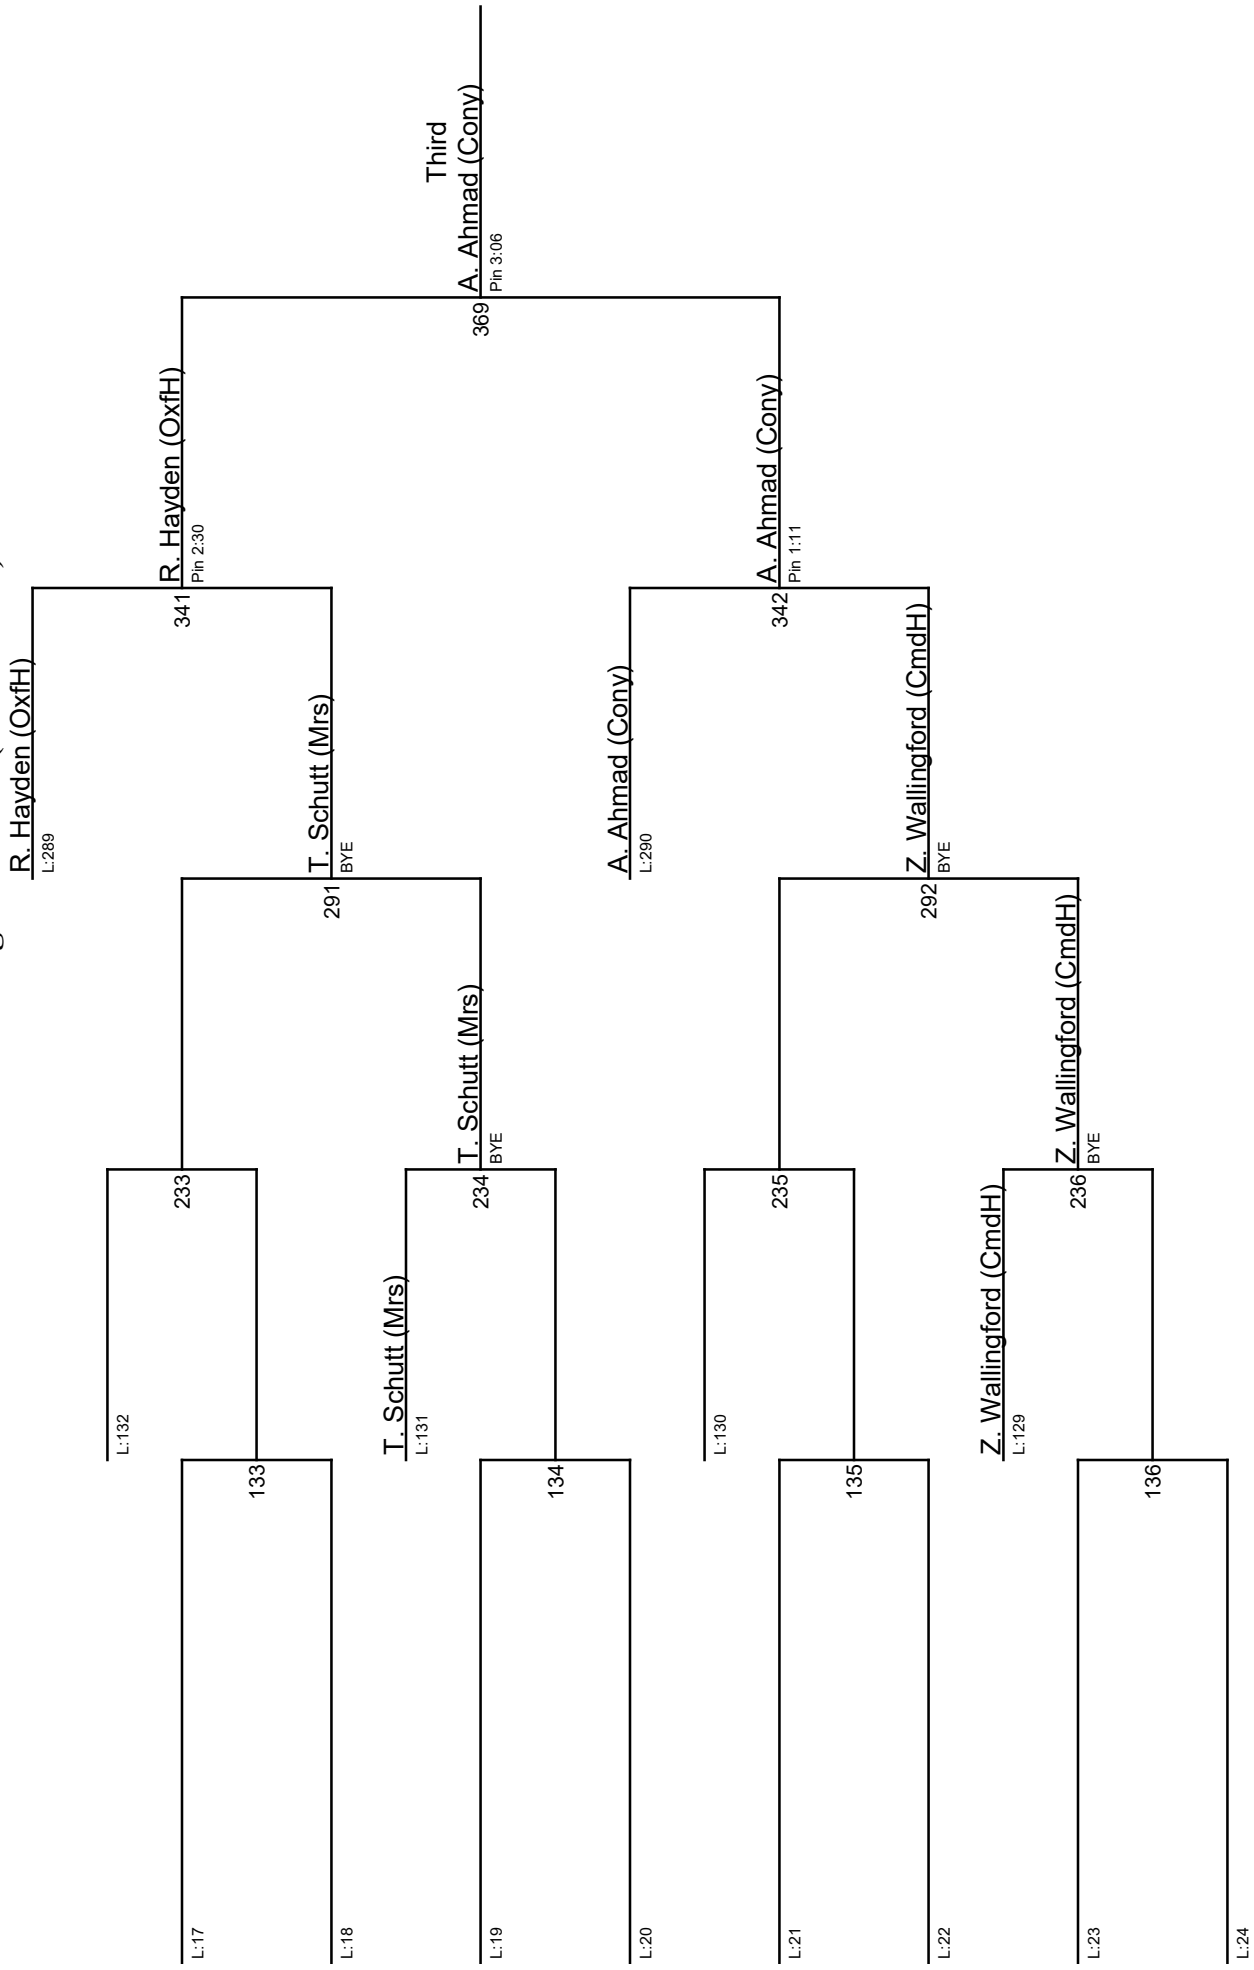 R. Hayden (OxfH)
L:289
341
R. Hayden (OxfH)
Pin 2:30
T. Schutt (Mrs)
BYE
291
L:132
233
133
L:17
L:18
T. Schutt (Mrs)
BYE
234
T. Schutt (Mrs)
L:131
134
L:19
L:20
Third
A. Ahmad (Cony)
Pin 3:06
369
A. Ahmad (Cony)
L:290
A. Ahmad (Cony)
Pin 1:11
342
Z. Wallingford (CmdH)
BYE
292
L:130
235
135
L:21
L:22
Z. Wallingford (CmdH)
BYE
236
Z. Wallingford (CmdH)
L:129
136
L:23
L:24